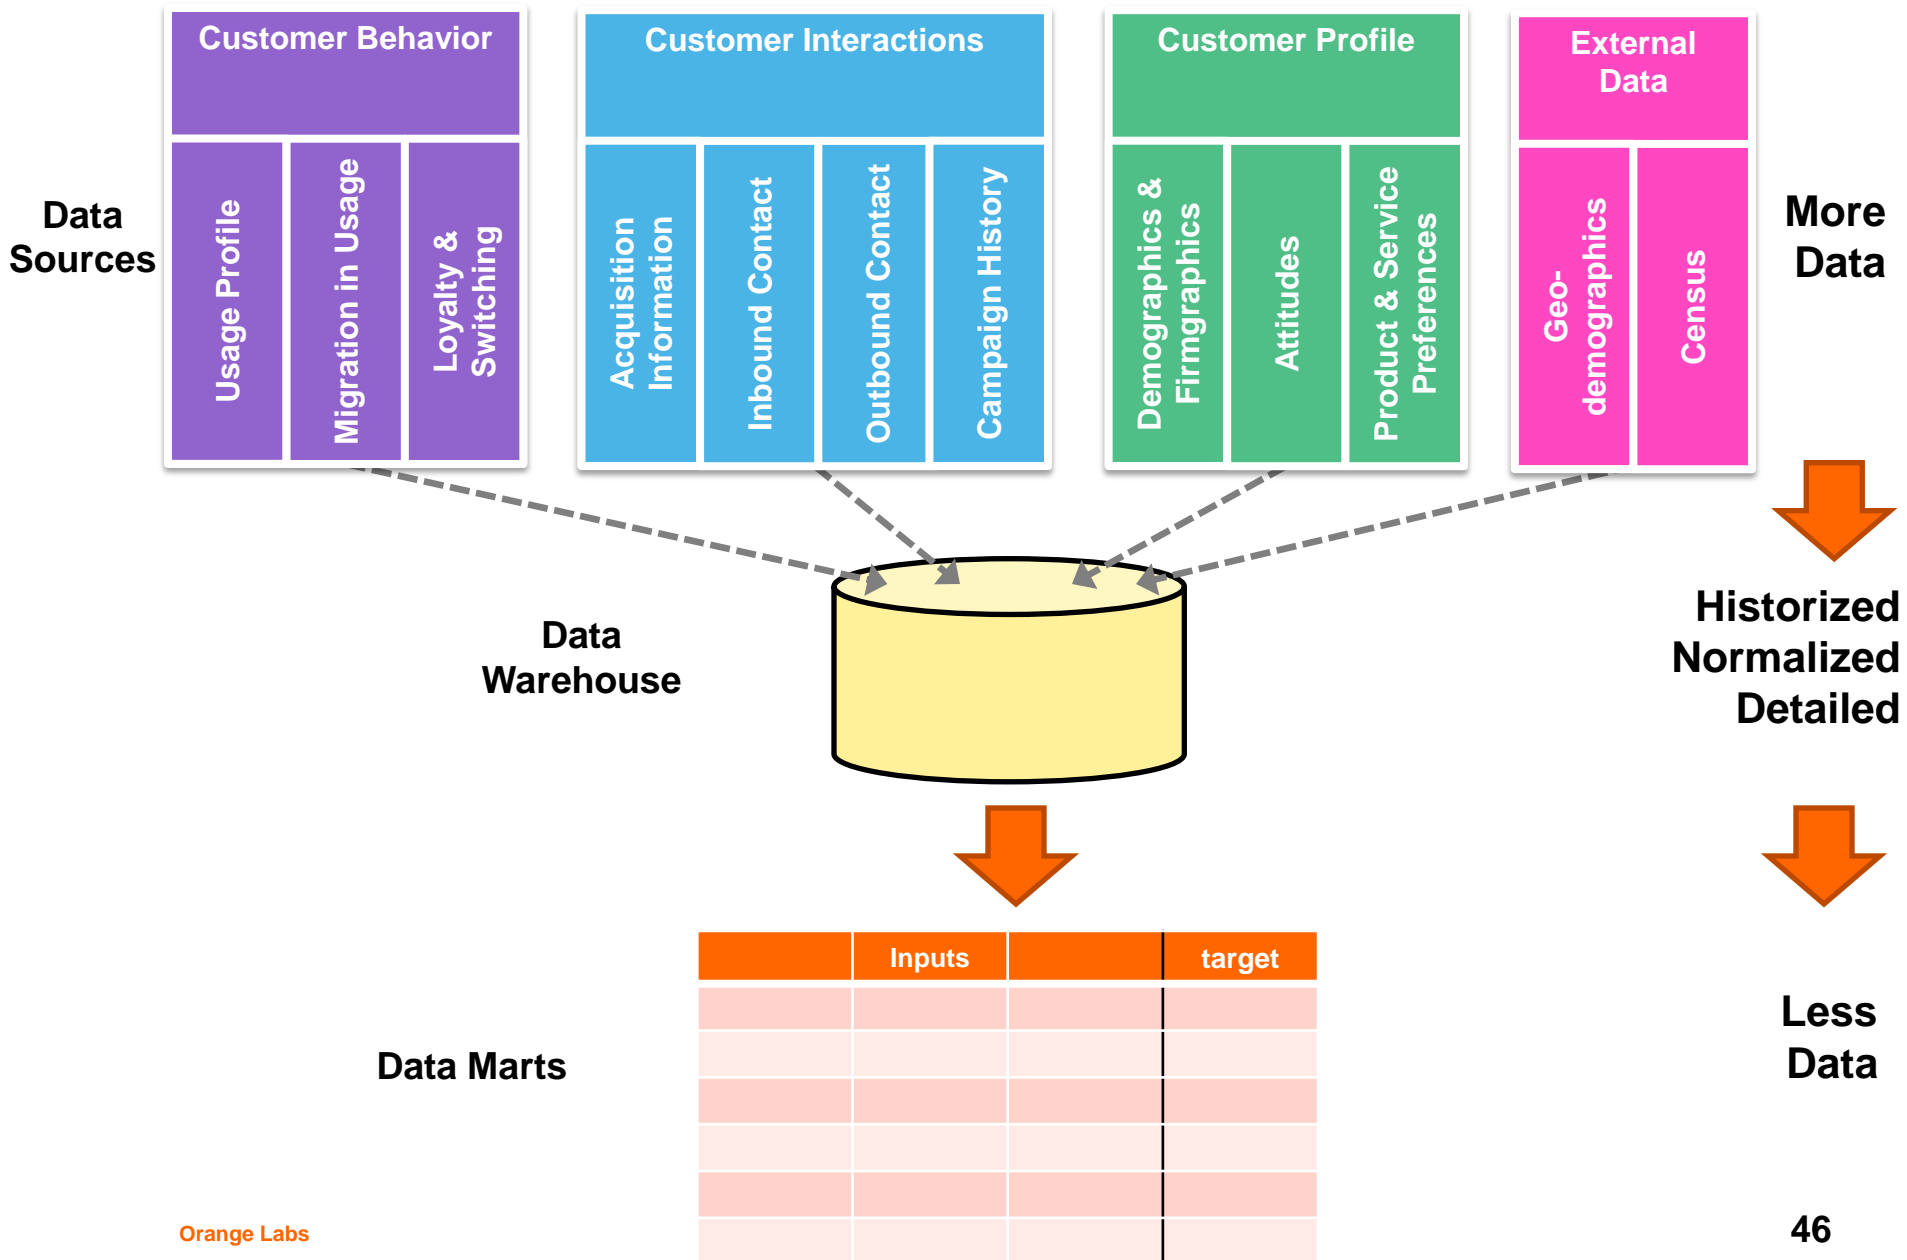 Customer Behavior
Customer Interactions
Customer Profile
External
Data
Data
Sources
Usage Profile
Migration in Usage
Loyalty &
Switching
Acquisition
Information
Inbound Contact
Outbound Contact
Campaign History
Demographics &
Firmgraphics
Attitudes
Product & Service
Preferences
Geo-
demographics
Census
More
Data
Data
Warehouse
Historized
Normalized
Detailed
Inputs
target
Data Marts
Less
Data
Orange Labs
46